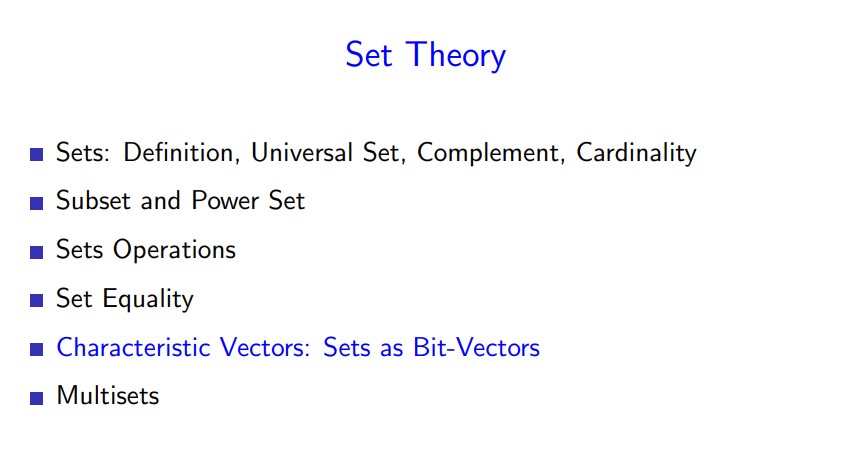 Set Theory
Sets: Definition, Universal Set, Complement, Cardinality
Subset and Power Set
Sets Operations
Set Equality
Characteristic Vectors: Sets as Bit-Vectors
Multisets